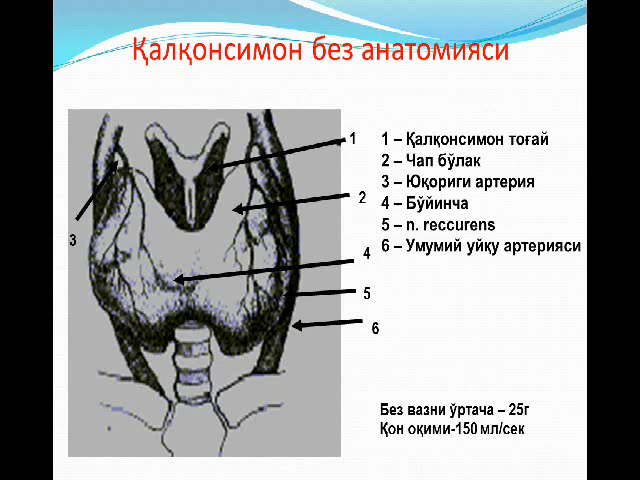 Қалқонсимон без анатомияси
1
2
3
4
5
6
1 – Қалқонсимон тоғай
2 – Чап бўлак
3 – Юқориги артерия
4 – Бўйинча
5 – n. reccurens
6 – Умумий уйқу артерияси
Без вазни ўртача – 25г
Қон оқими-150 мл/сек